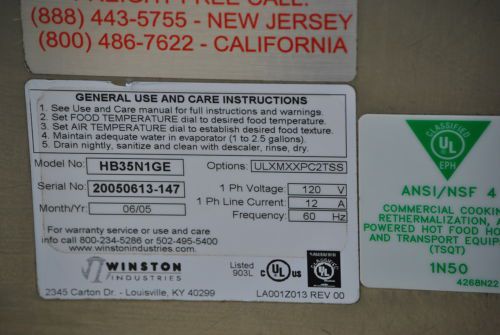 CALL:
(888) 443-5755 - NEW JERSEY
(800) 486-7622 - CALIFORNIA
GENERAL USE AND CARE INSTRUCTIONS
1. See Use and Care manual for full instructions and warnings.
2. Set FOOD TEMPERATURE dial to desired food temperature.
3. Set AIR TEMPERATURE dial to establish desired food texture.
4. Maintain adequate water in evaporator (1 to 2.5 gallons).
5. Drain nightly, sanitize and clean with descaler, rinse, dry.
Model No: HB35N1GE Options: ULXMXXPC2TSS
Serial No: 20050613-147 1 Ph Voltage: 120 V
1 Ph Line Current: 12 A
Month/Yr: 06/05 Frequency: 60 Hz
For warranty service or use and care
info call 800-234-5286 or 502-495-5400
www.winstonindustries.com
WINSTON INDUSTRIES
Listed 903L C UL US
2345 Carton Dr. - Louisville, KY 40299 LA001Z013 REV 00
CLASSIFIED
UL
EPH
ANSI/NSF 4
COMMERCIAL COOKIN
RETHERMALIZATION, A
POWERED HOT FOOD HO
AND TRANSPORT EQUIP
(TSQT)
1N50
4268N22